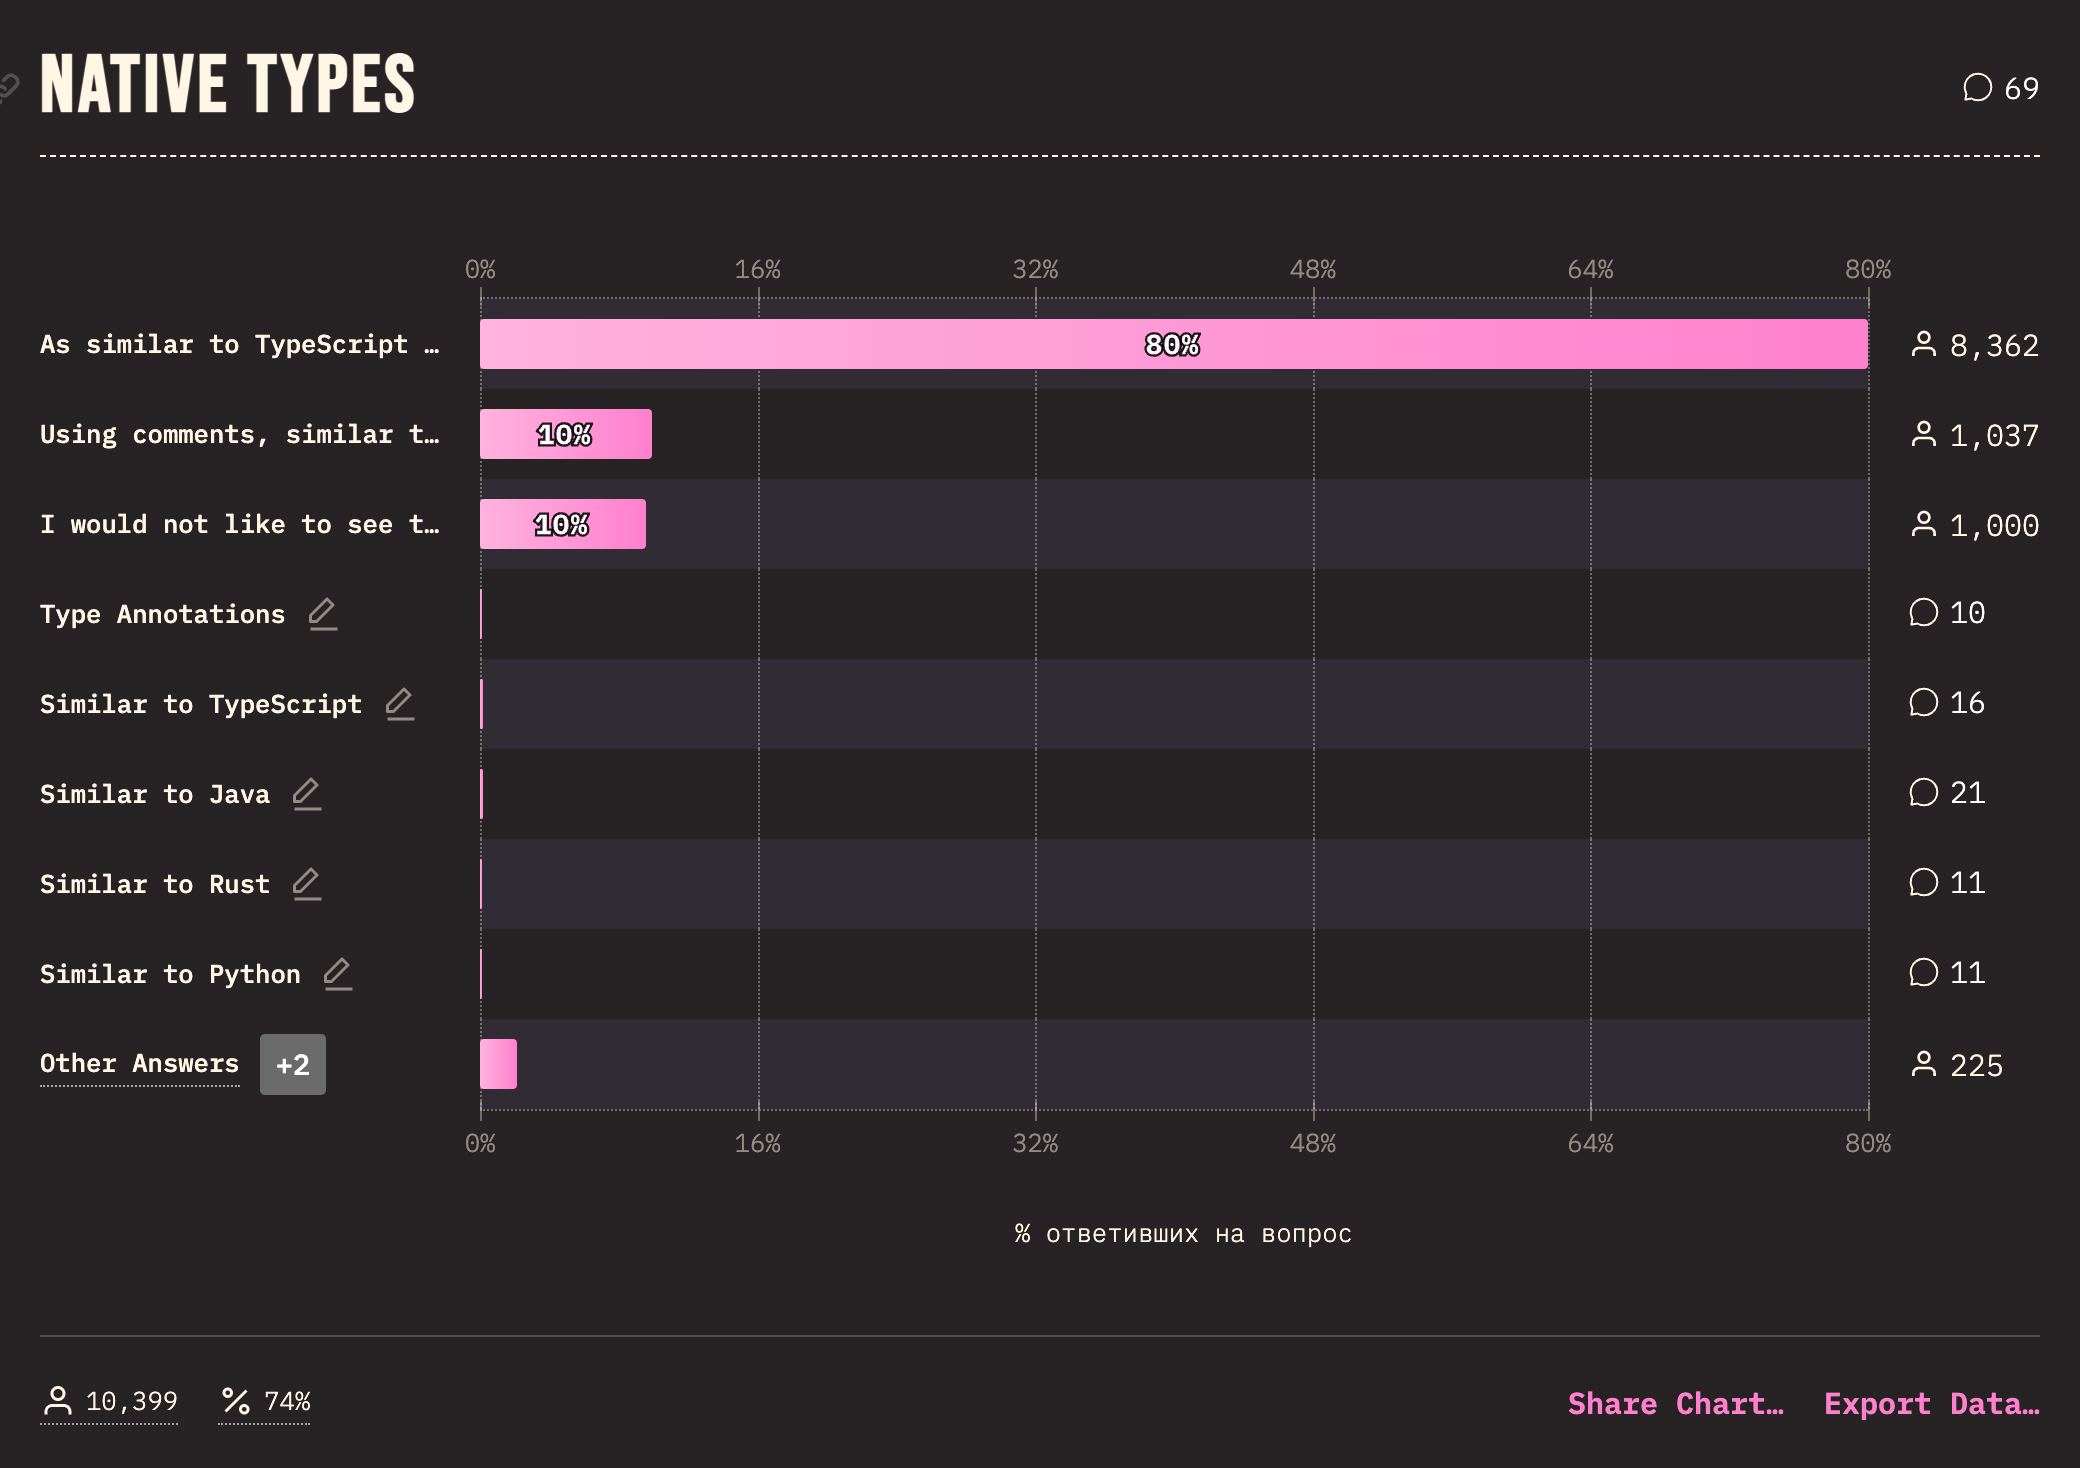 NATIVE TYPES
69
0% 16% 32% 48% 64% 80%
As similar to TypeScript … 80% 8,362
Using comments, similar t… 10% 1,037
I would not like to see t… 10% 1,000
Type Annotations 10
Similar to TypeScript 16
Similar to Java 21
Similar to Rust 11
Similar to Python 11
Other Answers +2 225
0% 16% 32% 48% 64% 80%
% ответивших на вопрос
10,399 % 74% Share Chart… Export Data…